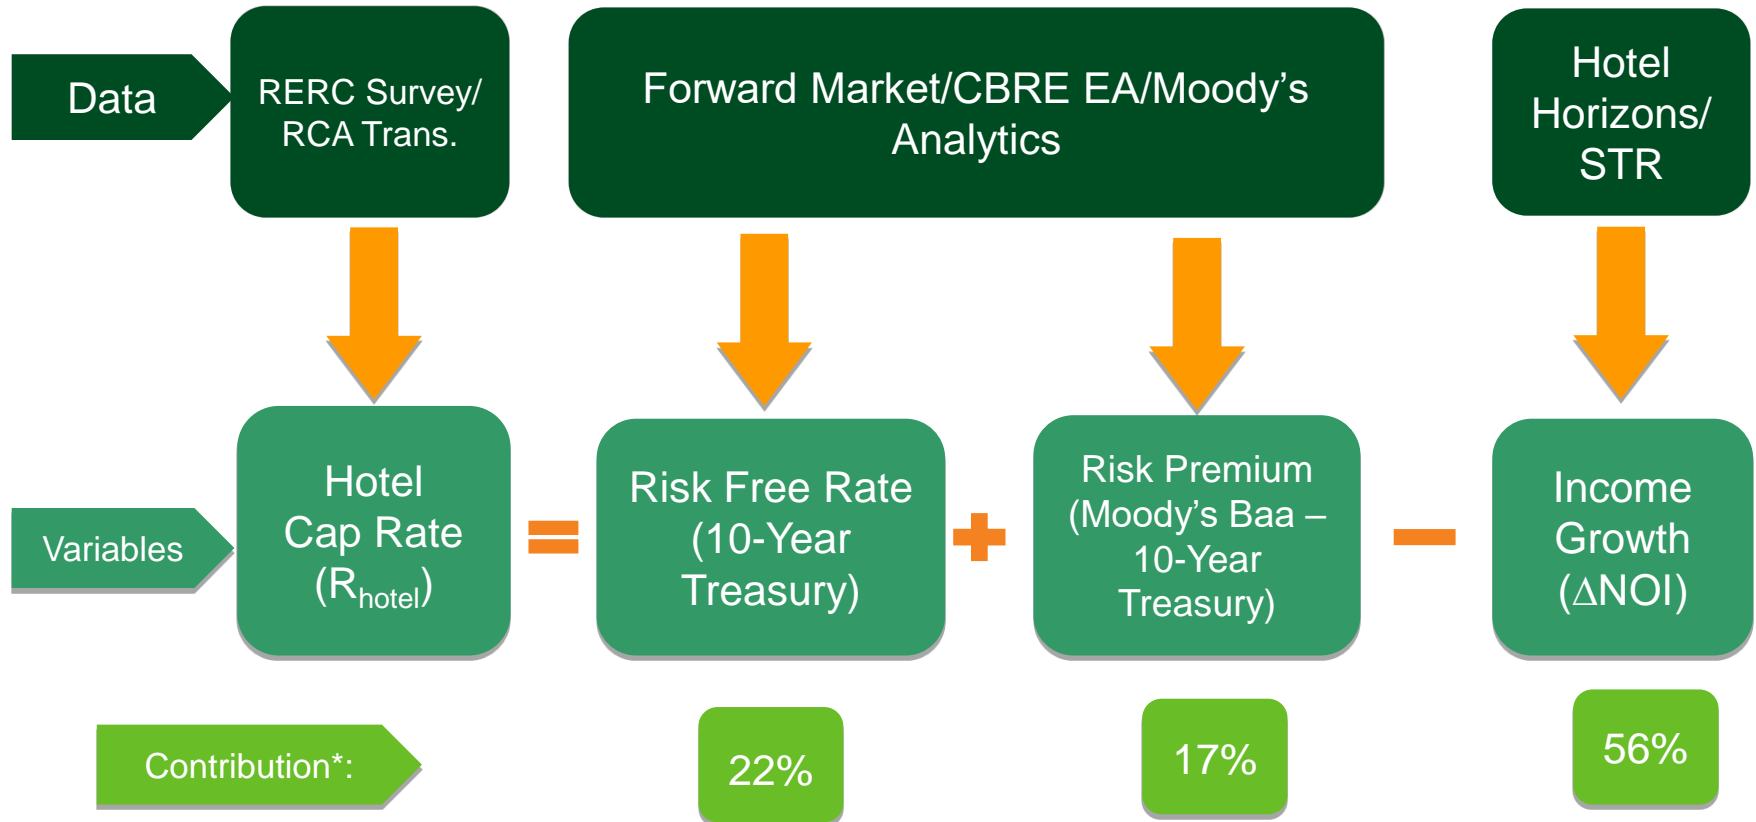 Data
RERC Survey/
RCA Trans.
Forward Market/CBRE EA/Moody’s
Analytics
Hotel
Horizons/
STR
Variables
Hotel
Cap Rate
(Rhotel)
=
Risk Free Rate
(10-Year
Treasury)
+
Risk Premium
(Moody’s Baa –
10-Year
Treasury)
–
Income
Growth
(∆NOI)
Contribution*:
22%
17%
56%